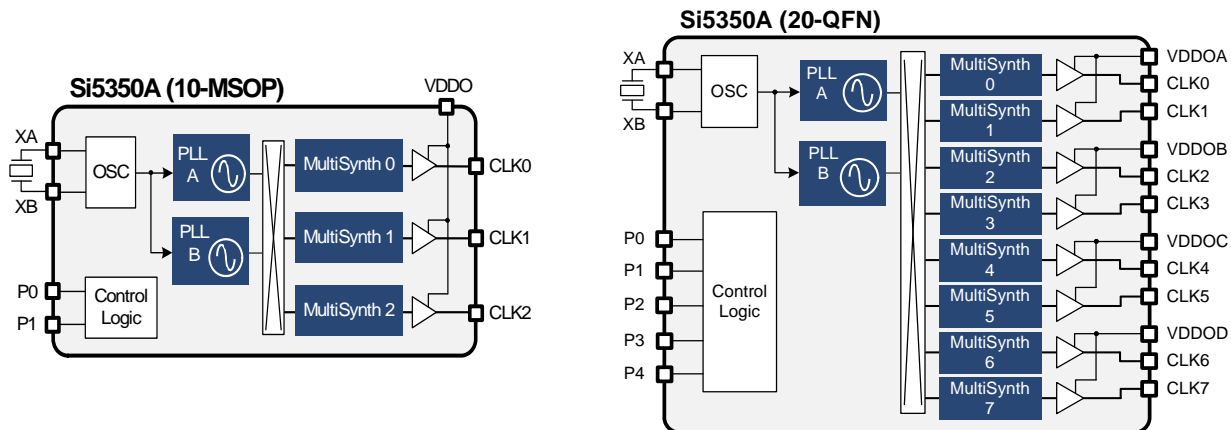 Si5350A (10-MSOP)
VDDO
XA
XB
OSC
PLL
A
PLL
B
MultiSynth 0
MultiSynth 1
MultiSynth 2
CLK0
CLK1
CLK2
P0
P1
Control
Logic
Si5350A (20-QFN)
XA
XB
OSC
PLL
A
PLL
B
P0
P1
P2
P3
P4
Control
Logic
MultiSynth
0
MultiSynth
1
MultiSynth
2
MultiSynth
3
MultiSynth
4
MultiSynth
5
MultiSynth
6
MultiSynth
7
VDDOA
CLK0
CLK1
VDDOB
CLK2
CLK3
VDDOC
CLK4
CLK5
VDDOD
CLK6
CLK7